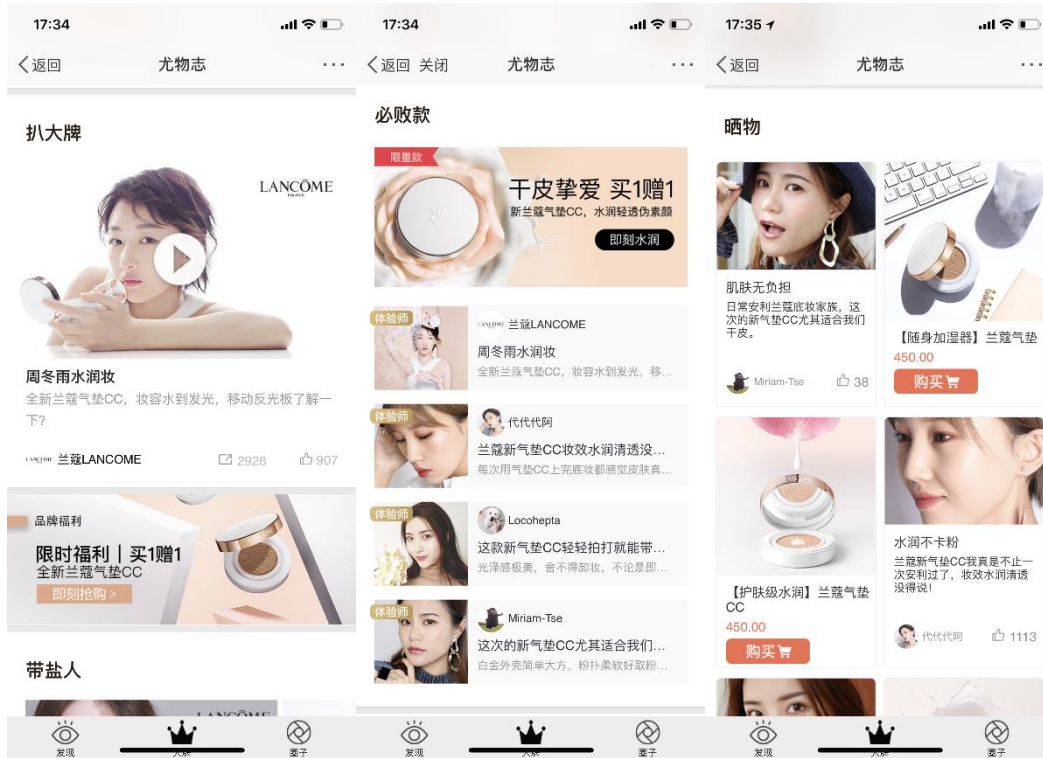 17:34
返回
尤物志
扒大牌
LANCÔME
PARIS
周冬雨水润妆
全新兰蔻气垫CC，妆容水到发光，移动反光板了解一
下?
LANCOME
兰蔻LANCOME
2928
907
品牌福利
限时福利｜买1赠1
全新兰蔻气垫CC
即刻抢购 >
带盐人
LANCÔME
发现
大牌
圈子
17:34
返回 关闭
尤物志
必败款
限量款
干皮挚爱 买1赠1
新兰蔻气垫CC，水润轻透伪素颜
即刻水润
体验师
LANCOME
兰蔻LANCOME
周冬雨水润妆
全新兰蔻气垫CC，妆容水到发光，移...
体验师
代代代阿
兰蔻新气垫CC妆效水润清透没...
每次用气垫CC上完底妆都感觉皮肤真...
体验师
Locohepta
这款新气垫CC轻轻拍打就能带...
光泽感极美，舍不得卸妆，不论是即...
体验师
Miriam-Tse
这次的新气垫CC尤其适合我们...
白金外壳简单大方，粉扑柔软好取粉...
发现
大牌
圈子
17:35
返回
尤物志
晒物
肌肤无负担
日常安利兰蔻底妆家族，这
次的新气垫CC尤其适合我们
干皮。
Miriam-Tse
38
【随身加湿器】兰蔻气垫
450.00
购买
【护肤级水润】兰蔻气垫
CC
450.00
购买
水润不卡粉
兰蔻新气垫CC我真是不止一
次安利过了，妆效水润清透
没得说!
代代代阿
1113
发现
大牌
圈子